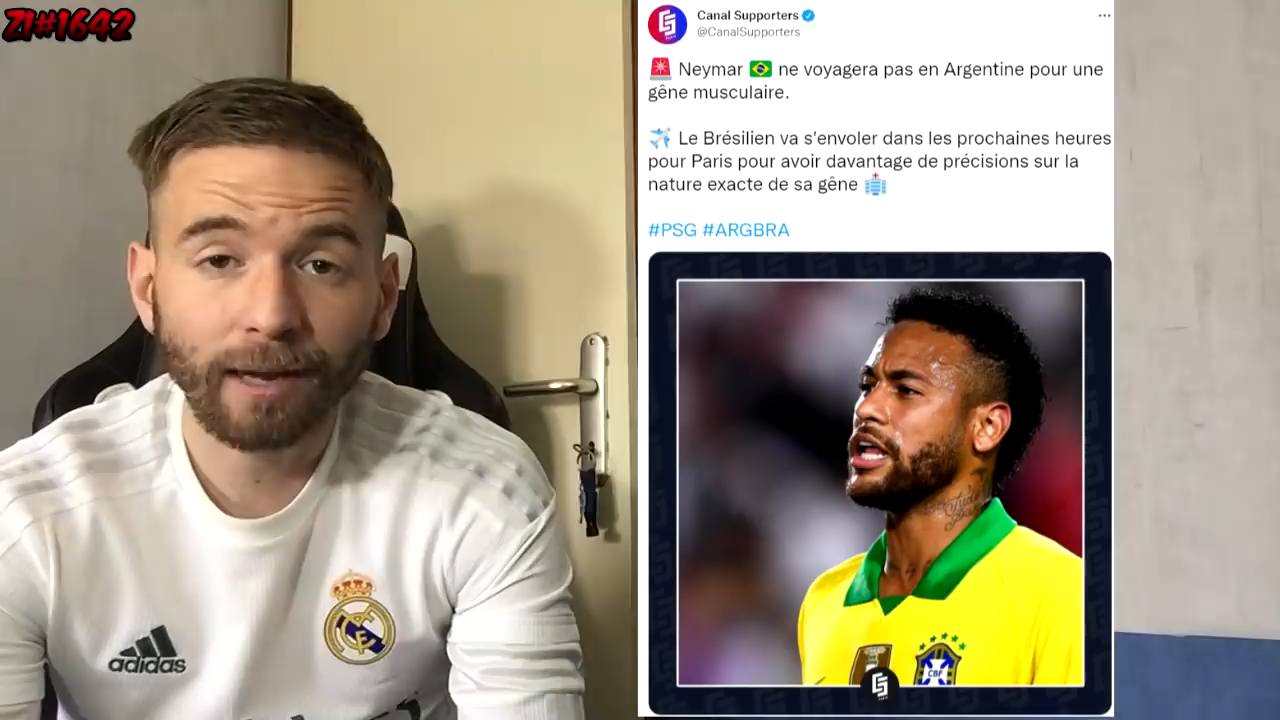 Z1#1642
Canal Supporters
@CanalSupporters
🚨 Neymar 🇧🇷 ne voyagera pas en Argentine pour une
gêne musculaire.
✈️ Le Brésilien va s'envoler dans les prochaines heures
pour Paris pour avoir davantage de précisions sur la
nature exacte de sa gêne 🏥
#PSG #ARGBRA
adidas
CBF